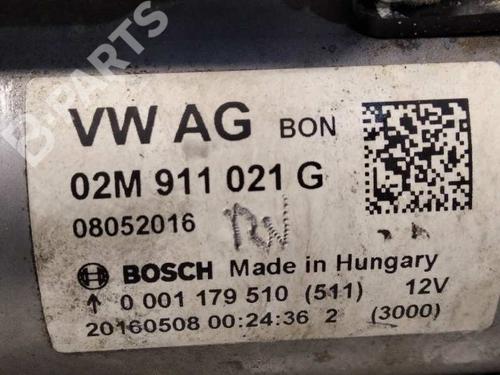 B-PARTS
VW AG BON
02M 911 021 G
08052016
BOSCH Made in Hungary
0 001 179 510 (511) 12V
20160508 00:24:36 2 (3000)